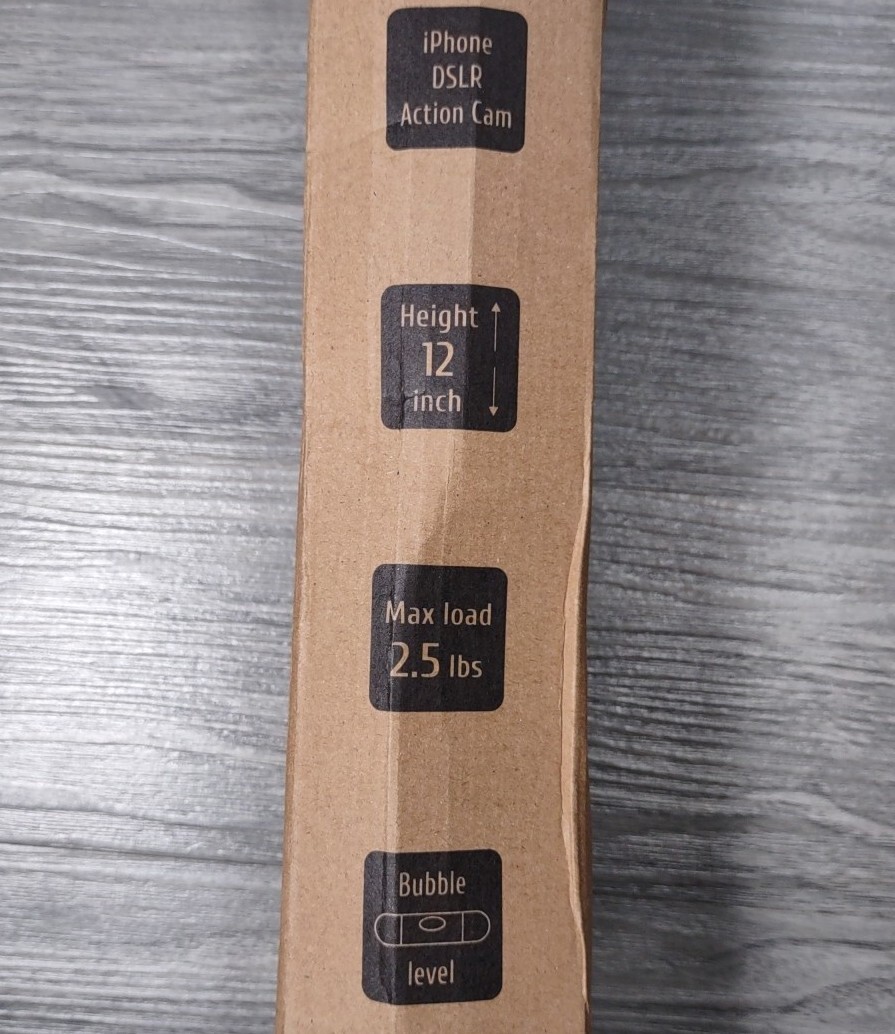 iPhone
DSLR
Action Cam
Height
12
inch
Max load
2.5 lbs
Bubble
level